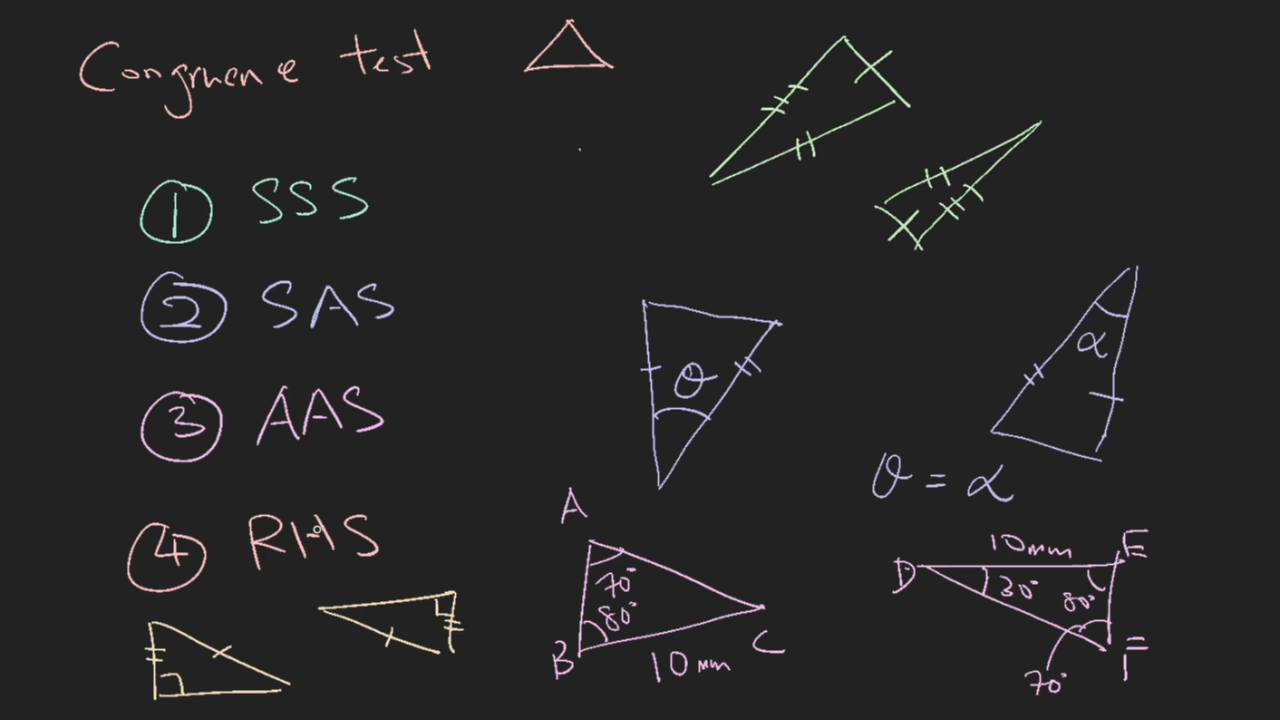 Congruence test
① SSS
② SAS
③ AAS
④ RHS
θ
α
θ = α
A
70°
80°
B
C
10mm
10mm
D
E
30°
80°
F
70°